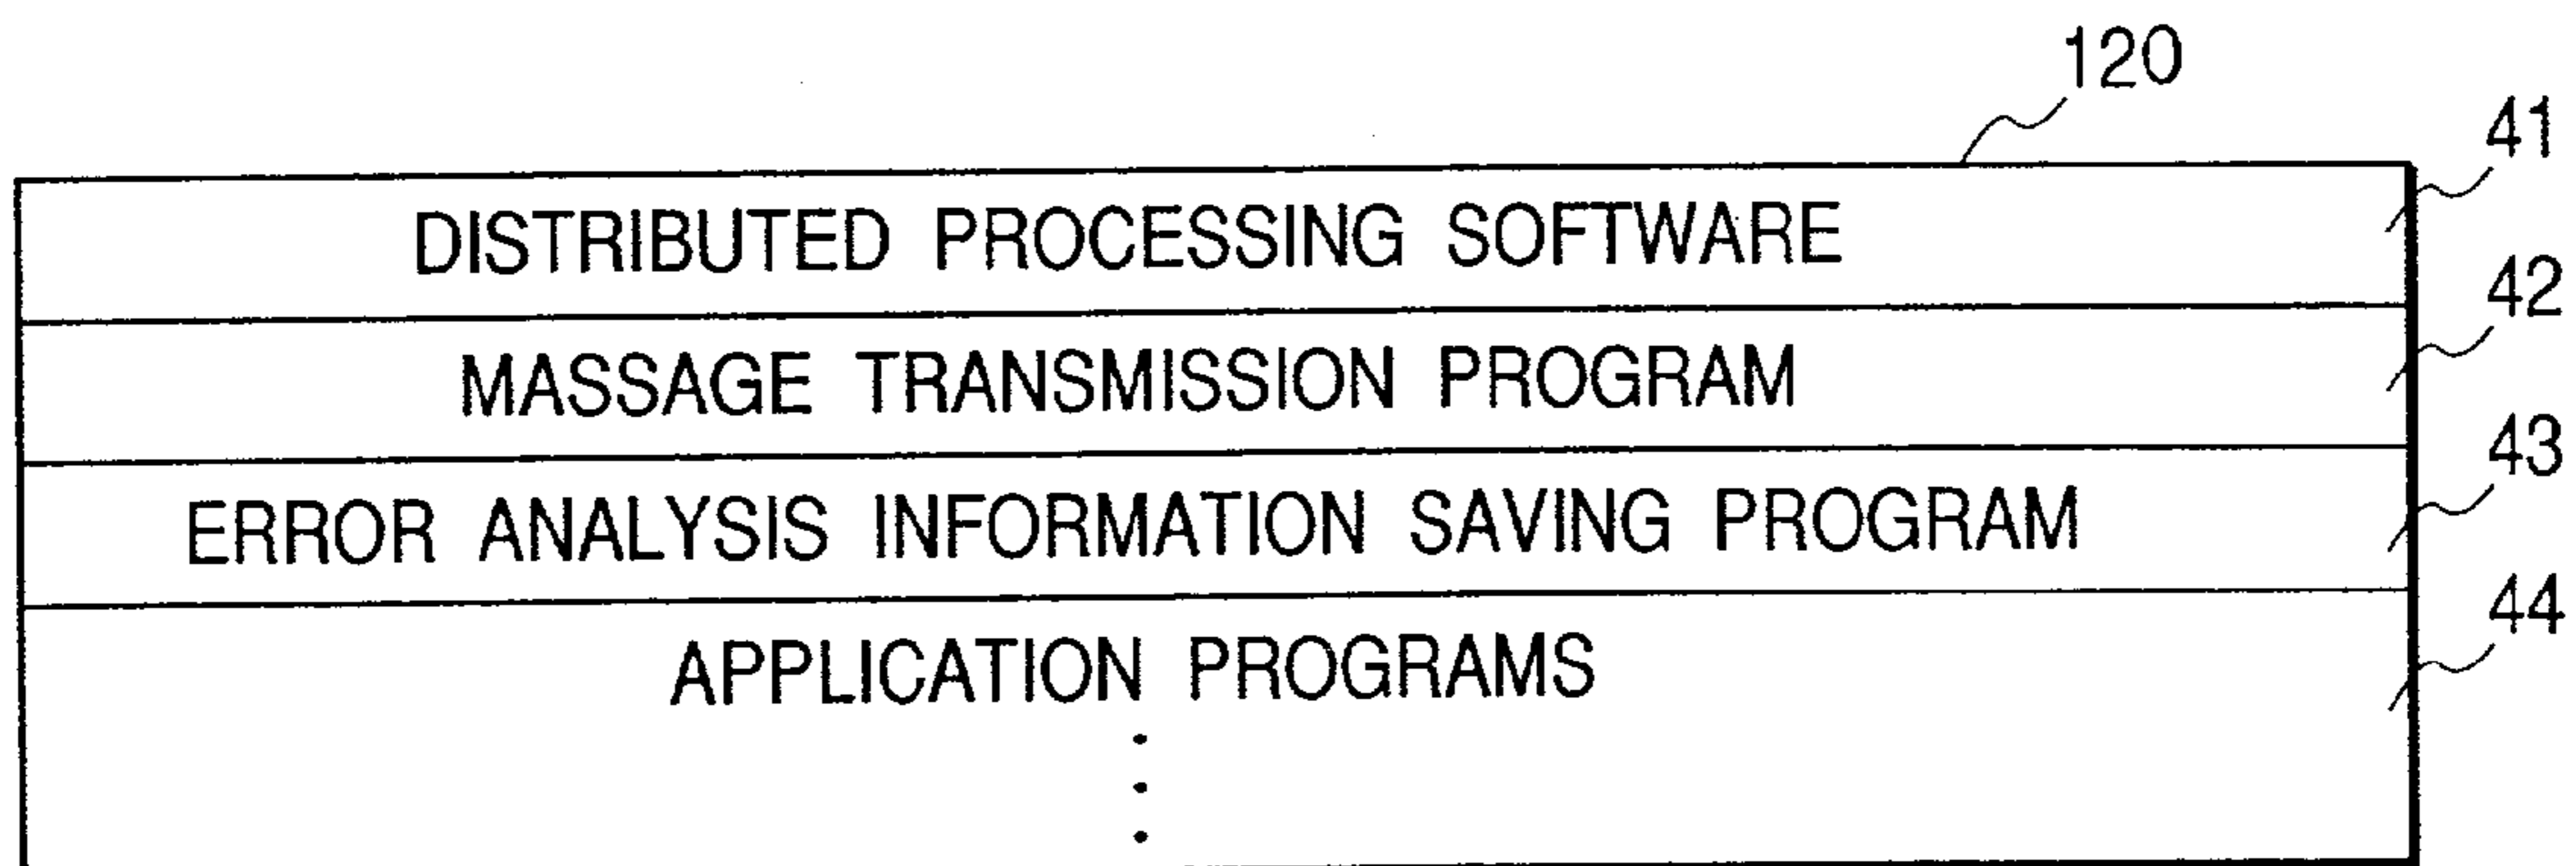 120
DISTRIBUTED PROCESSING SOFTWARE 41
MASSAGE TRANSMISSION PROGRAM 42
ERROR ANALYSIS INFORMATION SAVING PROGRAM 43
APPLICATION PROGRAMS 44